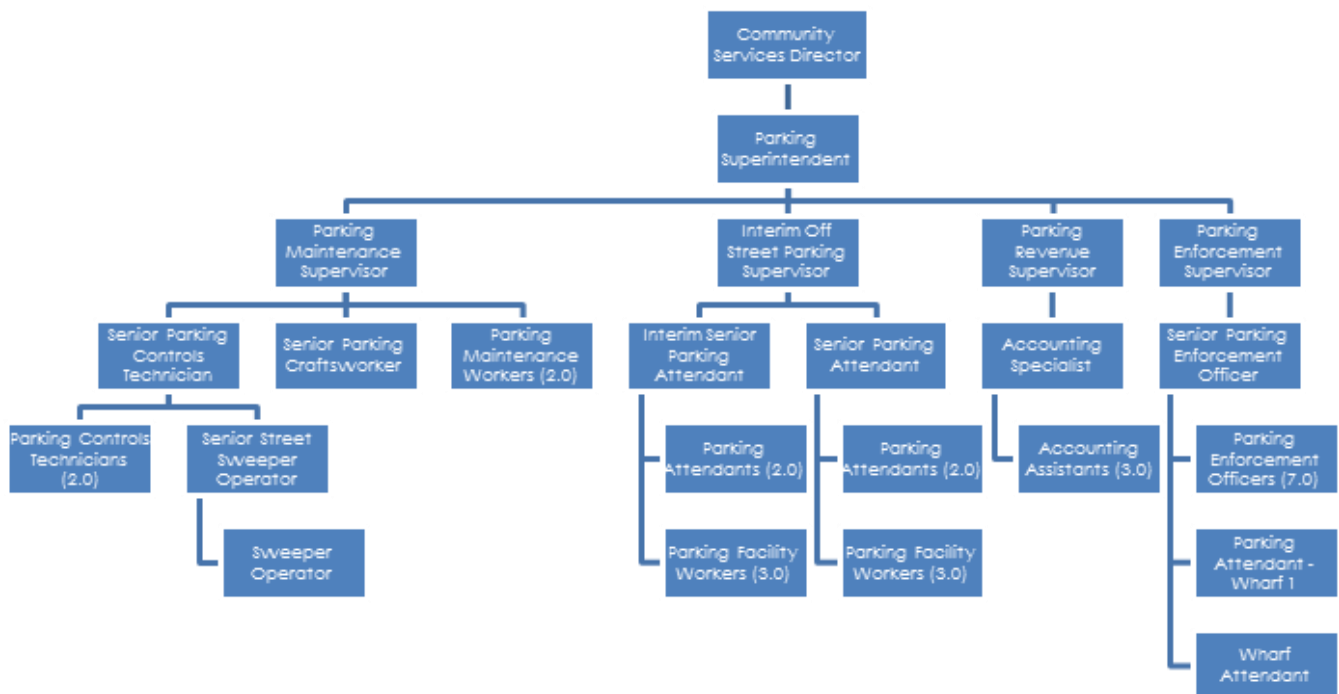 Community
Services Director
Parking
Superintendent
Parking
Maintenance
Supervisor
Interim Off
Street Parking
Supervisor
Parking
Revenue
Supervisor
Parking
Enforcement
Supervisor
Senior Parking
Controls
Technician
Senior Parking
Craftsworker
Parking
Maintenance
Workers (2.0)
Interim Senior
Parking
Attendant
Senior Parking
Attendant
Accounting
Specialist
Senior Parking
Enforcement
Officer
Parking Controls
Technicians
(2.0)
Senior Street
Sweeper
Operator
Parking
Attendants (2.0)
Parking
Attendants (2.0)
Accounting
Assistants (3.0)
Parking
Enforcement
Officers (7.0)
Sweeper
Operator
Parking Facility
Workers (3.0)
Parking Facility
Workers (3.0)
Parking
Attendant -
Wharf 1
Wharf
Attendant